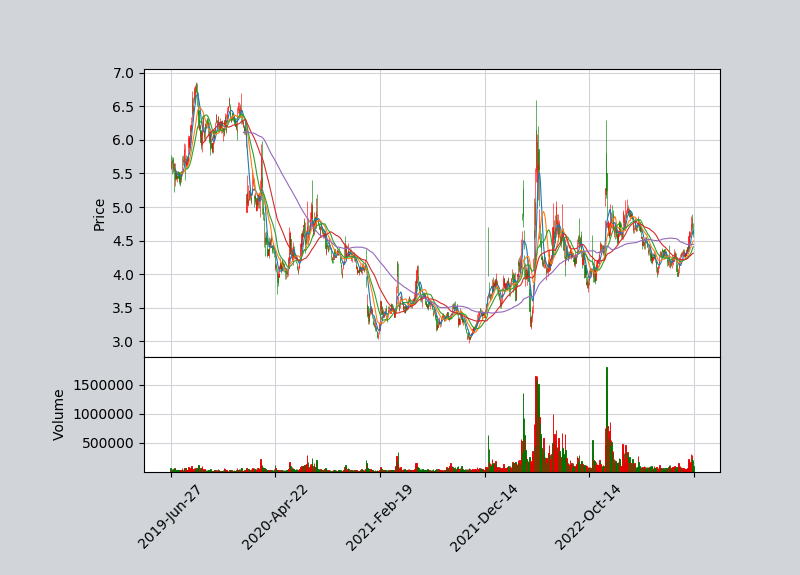 7.0
6.5
6.0
5.5
5.0
4.5
4.0
3.5
3.0
Price
1500000
1000000
500000
Volume
2019-Jun-27
2020-Apr-22
2021-Feb-19
2021-Dec-14
2022-Oct-14